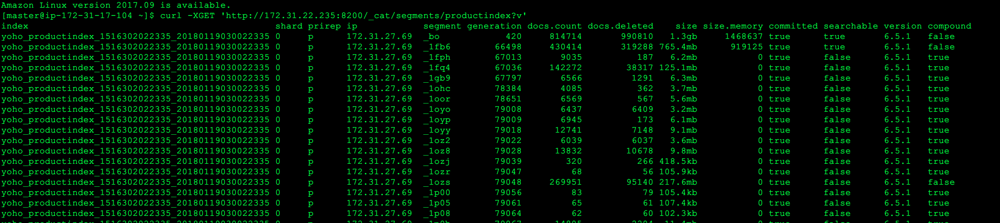 Amazon Linux version 2017.09 is available.
[master@ip-172-31-17-104 ~]$ curl -XGET 'http://172.31.22.235:8200/_cat/segments/productindex?v'
index shard prirep ip segment generation docs.count docs.deleted size size.memory committed searchable version compound
yoho_productindex_1516302022335_20180119030022335 0 p 172.31.27.69 _bo 420 814714 990810 1.3gb 1468637 true true 6.5.1 false
yoho_productindex_1516302022335_20180119030022335 0 p 172.31.27.69 _1fb6 66498 430414 319288 765.4mb 919125 true true 6.5.1 false
yoho_productindex_1516302022335_20180119030022335 0 p 172.31.27.69 _1fph 67013 9035 187 6.2mb 0 true false 6.5.1 true
yoho_productindex_1516302022335_20180119030022335 0 p 172.31.27.69 _1fq4 67036 142272 38317 125.1mb 0 true false 6.5.1 true
yoho_productindex_1516302022335_20180119030022335 0 p 172.31.27.69 _1gb9 67797 6566 1291 6.3mb 0 true false 6.5.1 true
yoho_productindex_1516302022335_20180119030022335 0 p 172.31.27.69 _1ohc 78384 4085 362 3.7mb 0 true false 6.5.1 true
yoho_productindex_1516302022335_20180119030022335 0 p 172.31.27.69 _1oor 78651 6569 567 5.6mb 0 true false 6.5.1 true
yoho_productindex_1516302022335_20180119030022335 0 p 172.31.27.69 _1oyo 79008 6437 6409 3.2mb 0 true false 6.5.1 true
yoho_productindex_1516302022335_20180119030022335 0 p 172.31.27.69 _1oyp 79009 6945 173 6.1mb 0 true false 6.5.1 true
yoho_productindex_1516302022335_20180119030022335 0 p 172.31.27.69 _1oyy 79018 12741 7148 9.1mb 0 true false 6.5.1 true
yoho_productindex_1516302022335_20180119030022335 0 p 172.31.27.69 _1oz2 79022 6039 6037 3.6mb 0 true false 6.5.1 true
yoho_productindex_1516302022335_20180119030022335 0 p 172.31.27.69 _1oz8 79028 13832 10678 9.8mb 0 true false 6.5.1 true
yoho_productindex_1516302022335_20180119030022335 0 p 172.31.27.69 _1ozj 79039 320 266 418.5kb 0 true false 6.5.1 true
yoho_productindex_1516302022335_20180119030022335 0 p 172.31.27.69 _1ozr 79047 68 56 105.9kb 0 true false 6.5.1 true
yoho_productindex_1516302022335_20180119030022335 0 p 172.31.27.69 _1ozs 79048 269951 95140 217.6mb 0 true false 6.5.1 false
yoho_productindex_1516302022335_20180119030022335 0 p 172.31.27.69 _1p00 79056 83 79 105.4kb 0 true false 6.5.1 true
yoho_productindex_1516302022335_20180119030022335 0 p 172.31.27.69 _1p05 79061 65 61 107.4kb 0 true false 6.5.1 true
yoho_productindex_1516302022335_20180119030022335 0 p 172.31.27.69 _1p08 79064 62 60 102.3kb 0 true false 6.5.1 true